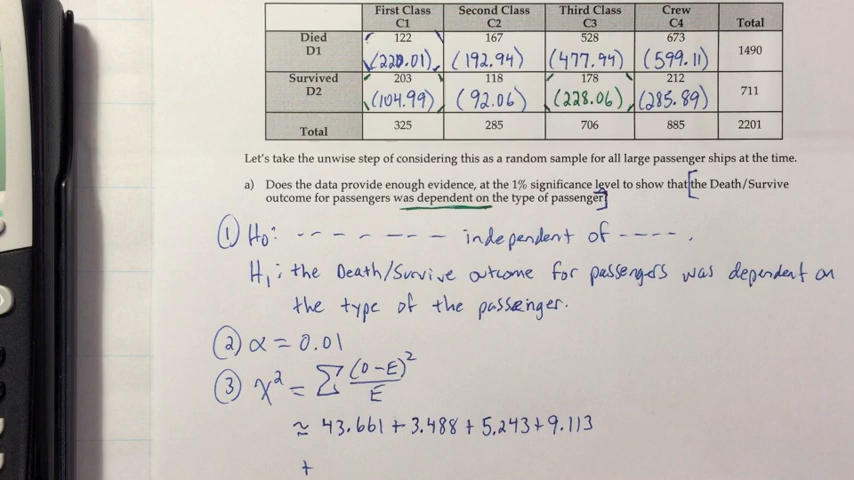 First Class Second Class Third Class Crew
C1 C2 C3 C4 Total
Died 122 167 528 673
D1 (220.01) (192.94) (477.94) (599.11) 1490
Survived 203 118 178 212
D2 (104.99) (92.06) (228.06) (285.89) 711
Total 325 285 706 885 2201
Let's take the unwise step of considering this as a random sample for all large passenger ships at the time.
a) Does the data provide enough evidence, at the 1% significance level to show that [the Death/Survive
outcome for passengers was dependent on the type of passenger]
① H₀: - - - - - - - independent of - - - - .
H₁: the Death/Survive outcome for passengers was dependent on
the type of the passenger.
② α = 0.01
③ χ² = Σ (O-E)²/E
≈ 43.661 + 3.488 + 5.243 + 9.113
+